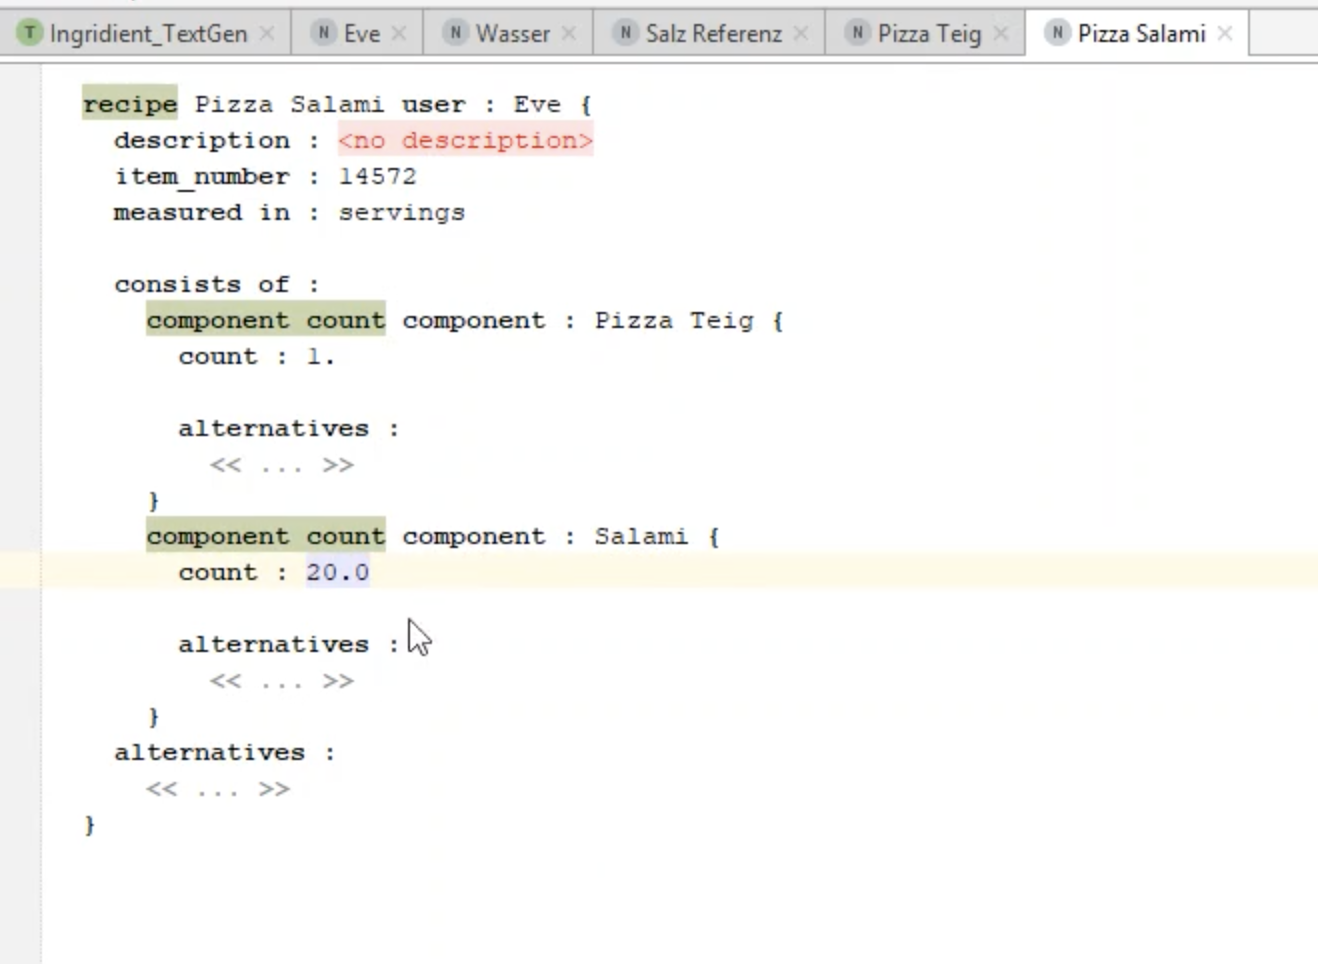 Ingridient_TextGen Eve Wasser Salz Referenz Pizza Teig Pizza Salami
recipe Pizza Salami user : Eve {
description : <no description>
item_number : 14572
measured in : servings
consists of :
component count component : Pizza Teig {
count : 1.
alternatives :
<< ... >>
}
component count component : Salami {
count : 20.0
alternatives :
<< ... >>
}
alternatives :
<< ... >>
}